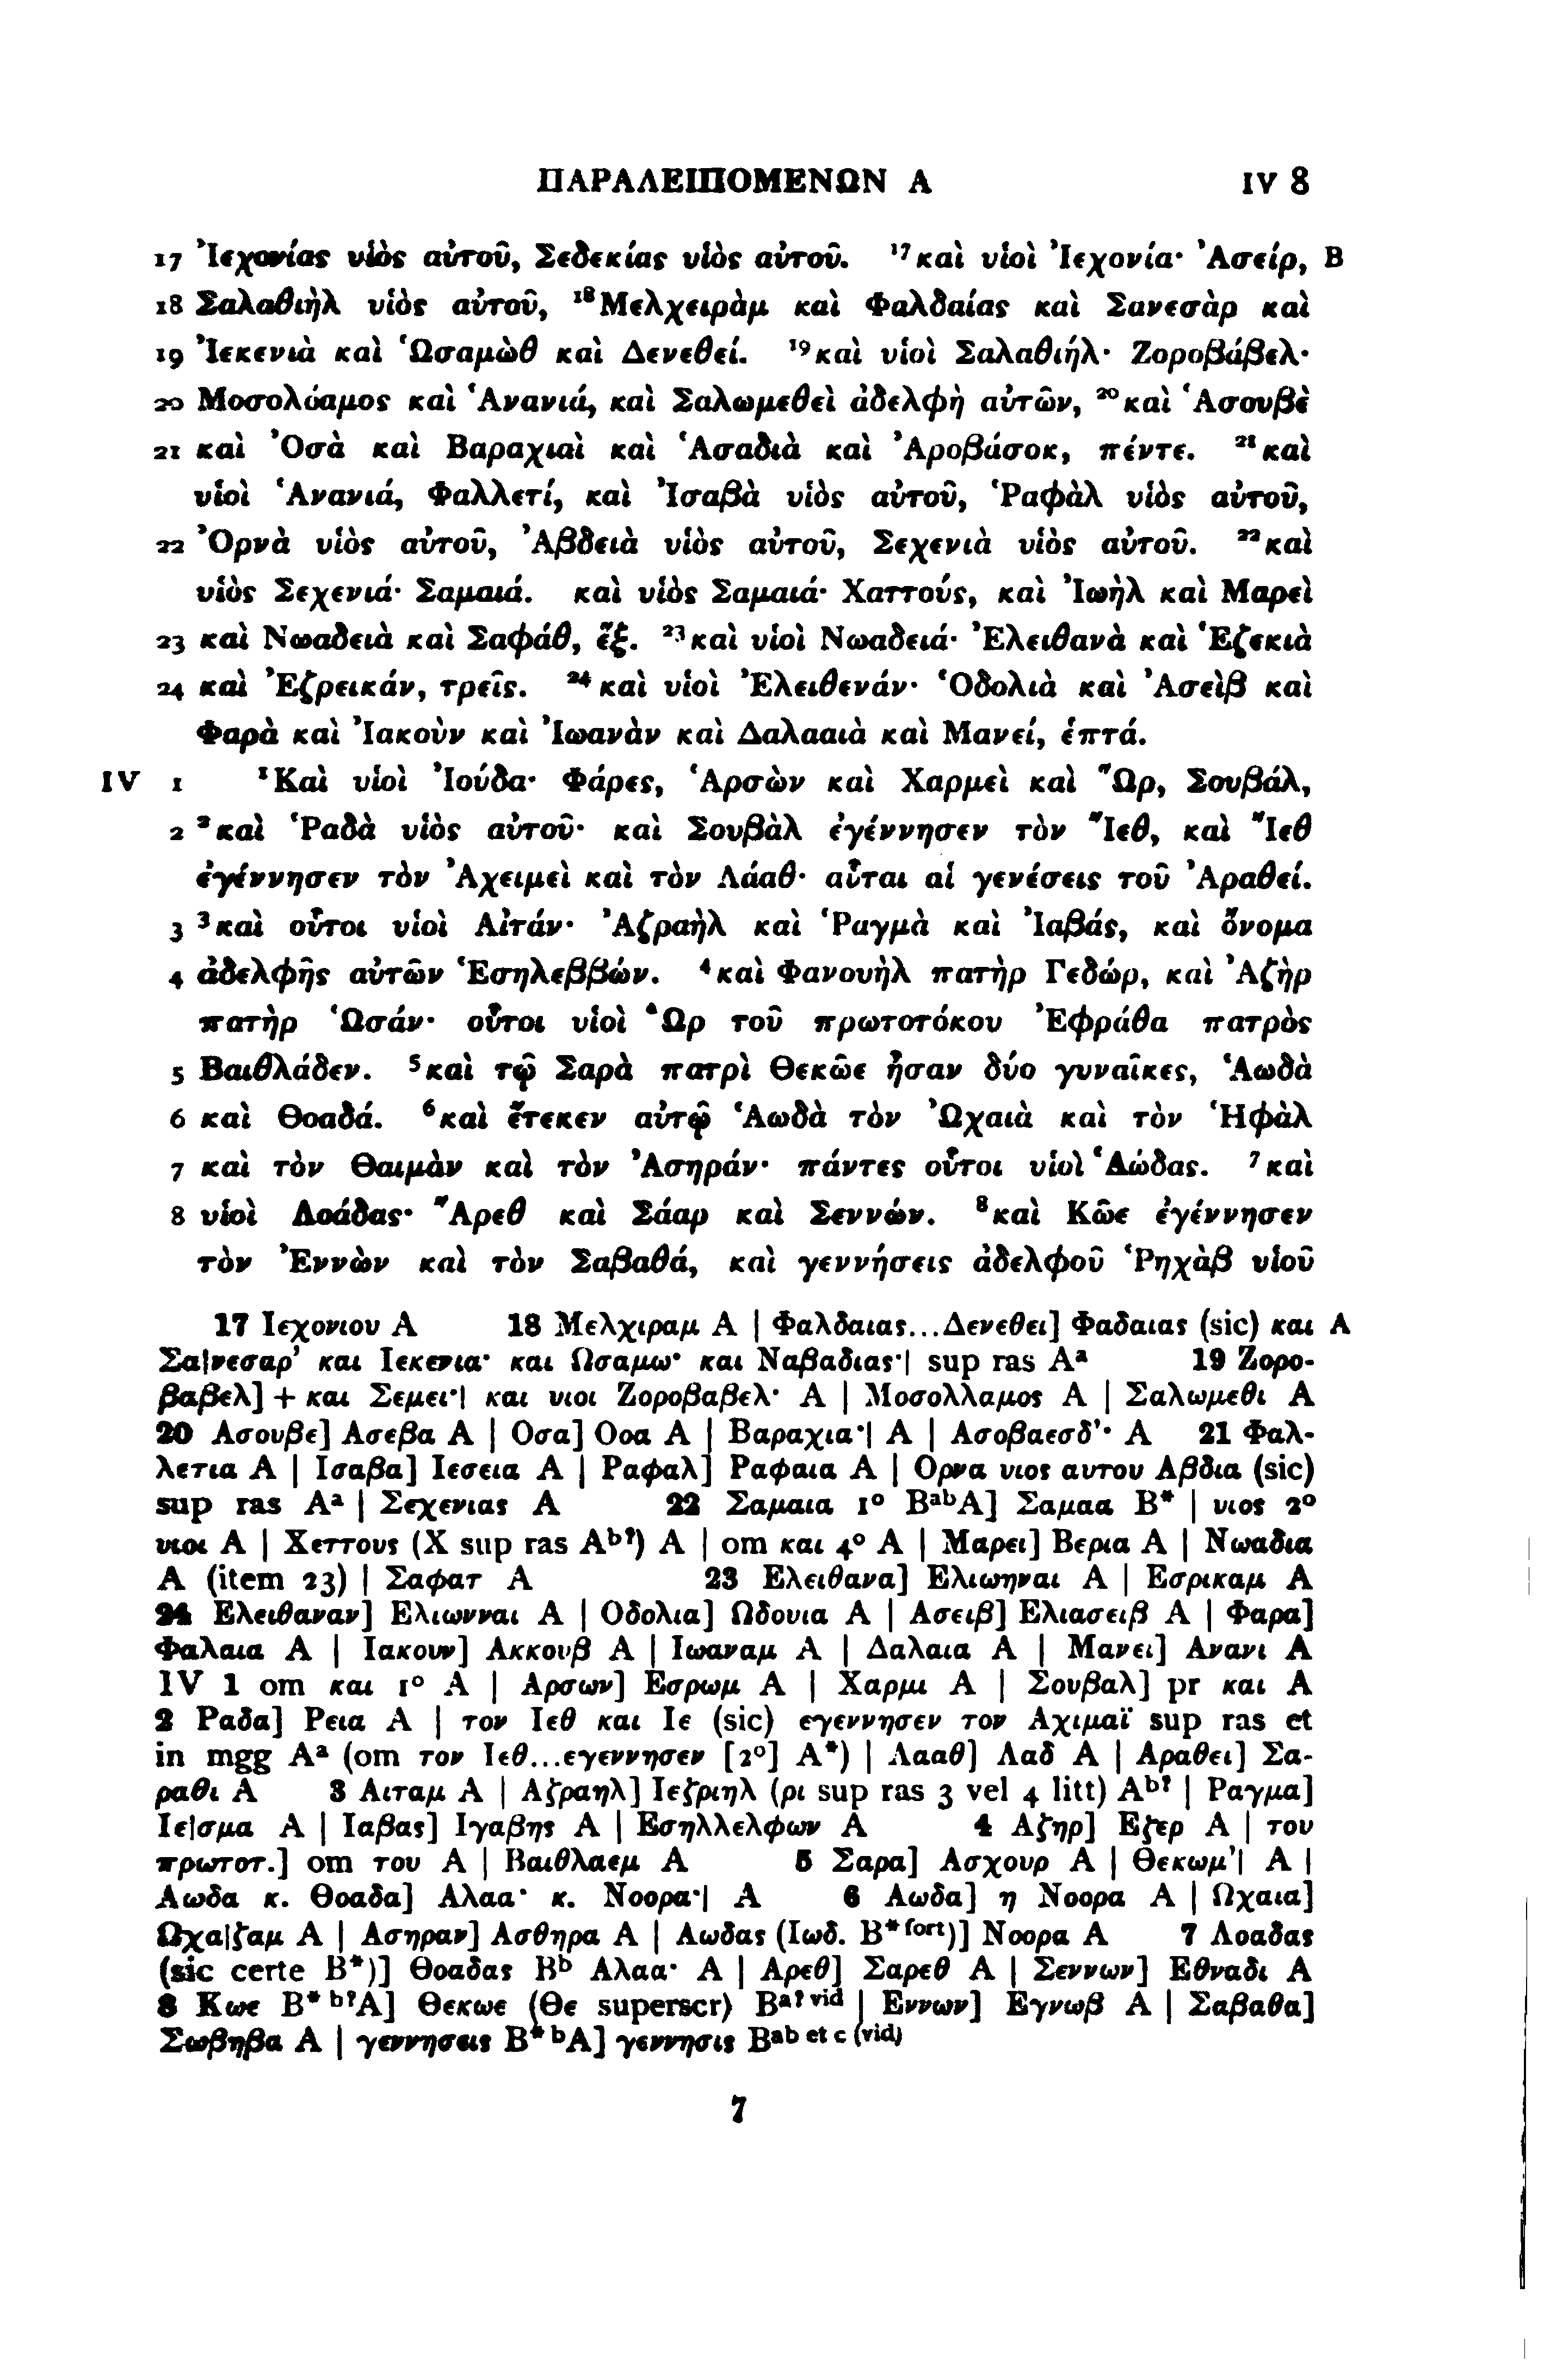 ΠΑΡΑΛΕΙΠΟΜΕΝΩΝ Α IV 8
17 Ἰεχονίας υἱὸς αὐτοῦ, Σεδεκίας υἱὸς αὐτοῦ. ¹⁷καὶ υἱοὶ Ἰεχονία· Ἀσείρ, B
18 Σαλαθιὴλ υἱὸς αὐτοῦ, ¹⁸Μελχειρὰμ καὶ Φαλδαίας καὶ Σανεσὰρ καὶ
19 Ἰεκενιὰ καὶ Ὡσαμὼθ καὶ Δενεθεί. ¹⁹καὶ υἱοὶ Σαλαθιήλ· Ζοροβάβελ·
20 Μοσολόαμος καὶ Ἁνανιά, καὶ Σαλωμεθεὶ ἀδελφὴ αὐτῶν, ²⁰καὶ Ἁσουβὲ
21 καὶ Ὀσὰ καὶ Βαραχιαὶ καὶ Ἁσαδιὰ καὶ Ἀροβάσοκ, πέντε. ²¹καὶ
υἱοὶ Ἁνανιά, Φαλλετί, καὶ Ἰσαβὰ υἱὸς αὐτοῦ, Ῥαφὰλ υἱὸς αὐτοῦ,
22 Ὀρνὰ υἱὸς αὐτοῦ, Ἀβδειὰ υἱὸς αὐτοῦ, Σεχενιὰ υἱὸς αὐτοῦ. ²²καὶ
υἱὸς Σεχενιά· Σαμαιά. καὶ υἱὸς Σαμαιά· Χαττούς, καὶ Ἰωὴλ καὶ Μαρεὶ
23 καὶ Νωαδειὰ καὶ Σαφάθ, ἕξ. ²³καὶ υἱοὶ Νωαδειά· Ἐλειθανὰ καὶ Ἑζεκιὰ
24 καὶ Ἐζρεικάν, τρεῖς. ²⁴καὶ υἱοὶ Ἐλειθενάν· Ὁδολιὰ καὶ Ἀσεὶβ καὶ
Φαρὰ καὶ Ἰακοὺν καὶ Ἰωανὰν καὶ Δαλααιὰ καὶ Μανεί, ἑπτά.
IV 1 ¹Καὶ υἱοὶ Ἰούδα· Φάρες, Ἁρσὼν καὶ Χαρμεὶ καὶ Ὤρ, Σουβάλ,
2 ²καὶ Ῥαδὰ υἱὸς αὐτοῦ· καὶ Σουβὰλ ἐγέννησεν τὸν Ἴεθ, καὶ Ἴεθ
ἐγέννησεν τὸν Ἀχειμεὶ καὶ τὸν Λάαθ· αὗται αἱ γενέσεις τοῦ Ἀραθεί.
3 ³καὶ οὗτοι υἱοὶ Αἰτάν· Ἀζραὴλ καὶ Ῥαγμὰ καὶ Ἰαβάς, καὶ ὄνομα
4 ἀδελφῆς αὐτῶν Ἑσηλεββών. ⁴καὶ Φανουὴλ πατὴρ Γεδώρ, καὶ Ἀζὴρ
πατὴρ Ὡσάν· οὗτοι υἱοὶ Ὢρ τοῦ πρωτοτόκου Ἐφράθα πατρὸς
5 Βαιθλάδεν. ⁵καὶ τῷ Σαρὰ πατρὶ Θεκῶε ἦσαν δύο γυναῖκες, Ἁωδὰ
6 καὶ Θοαδά. ⁶καὶ ἔτεκεν αὐτῷ Ἁωδὰ τὸν Ὠχαιὰ καὶ τὸν Ἡφὰλ
7 καὶ τὸν Θαιμὰν καὶ τὸν Ἀσηράν· πάντες οὗτοι υἱοὶ Ἁώδας. ⁷καὶ
8 υἱοὶ Λοάδας· Ἄρεθ καὶ Σάαρ καὶ Σεννών. ⁸καὶ Κῶε ἐγέννησεν
τὸν Ἐννὼν καὶ τὸν Σαβαθά, καὶ γεννήσεις ἀδελφοῦ Ῥηχὰβ υἱοῦ
17 Ιεχονιου A 18 Μελχιραμ A | Φαλδαιας...Δενεθει] Φαδαιας (sic) και A
Σα|νεσαρ’ και Ιεκενια· και Ωσαμω· και Ναβαδιας·| sup ras Aᵃ 19 Ζορο-
βαβελ] + και Σεμει·| και υιοι Ζοροβαβελ· A | Μοσολλαμος A | Σαλωμεθι A
20 Ασουβε] Ασεβα A | Οσα] Οοα A | Βαραχια·| A | Ασοβαεσδ’· A 21 Φαλ-
λετια A | Ισαβα] Ιεσεια A | Ραφαλ] Ραφαια A | Ορνα υιος αυτου Αβδια (sic)
sup ras Aᵃ | Σεχενιας A 22 Σαμαια 1° BᵃᵇA] Σαμαα B* | υιος 2°
υιοι A | Χεττους (Χ sup ras Aᵇ?) A | om και 4° A | Μαρει] Βερια A | Νωαδια
A (item 23) | Σαφατ A 23 Ελειθανα] Ελιωηναι A | Εσρικαμ A
24 Ελειθαναν] Ελιωνναι A | Οδολια] Ωδουια A | Ασειβ] Ελιασειβ A | Φαρα]
Φαλαια A | Ιακουν] Ακκουβ A | Ιωαναμ A | Δαλαια A | Μανει] Ανανι A
IV 1 om και 1° A | Αρσων] Εσρωμ A | Χαρμι A | Σουβαλ] pr και A
2 Ραδα] Ρεια A | τον Ιεθ και Ιε (sic) εγεννησεν τον Αχιμαϊ sup ras et
in mgg Aᵃ (om τον Ιεθ...εγεννησεν [2°] A*) | Λααθ] Λαδ A | Αραθει] Σα-
ραθι A 3 Αιταμ A | Αζραηλ] Ιεζριηλ (ρι sup ras 3 vel 4 litt) Aᵇ? | Ραγμα]
Ιε|σμα A | Ιαβας] Ιγαβης A | Εσηλλελφων A 4 Αζηρ] Εζερ A | του
πρωτοτ.] om του A | Βαιθλαεμ A 5 Σαρα] Ασχουρ A | Θεκωμ’| A |
Αωδα κ. Θοαδα] Αλαα· κ. Νοορα·| A 6 Αωδα] η Νοορα A | Ωχαια]
Ωχα|ζαμ A | Ασηραν] Ασθηρα A | Αωδας (Ιωδ. B* fort)] Νοορα A 7 Λοαδας
(sic certe B*)] Θοαδας Bᵇ Αλαα· A | Αρεθ] Σαρεθ A | Σεννων] Εθναδι A
8 Κωε B* b?A] Θεκωε (Θε superscr) Bᵃ? vid | Εννων] Εγνωβ A | Σαβαθα]
Σωβηβα A | γεννησεις B* bA] γεννησις Bᵃᵇ et c (vid)
7